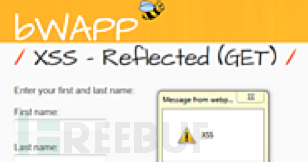 bWAPP
/ XSS - Reflected (GET) /
Enter your first and last name:
Message from webp...
First name:
XSS
Last name:
FREEBUF